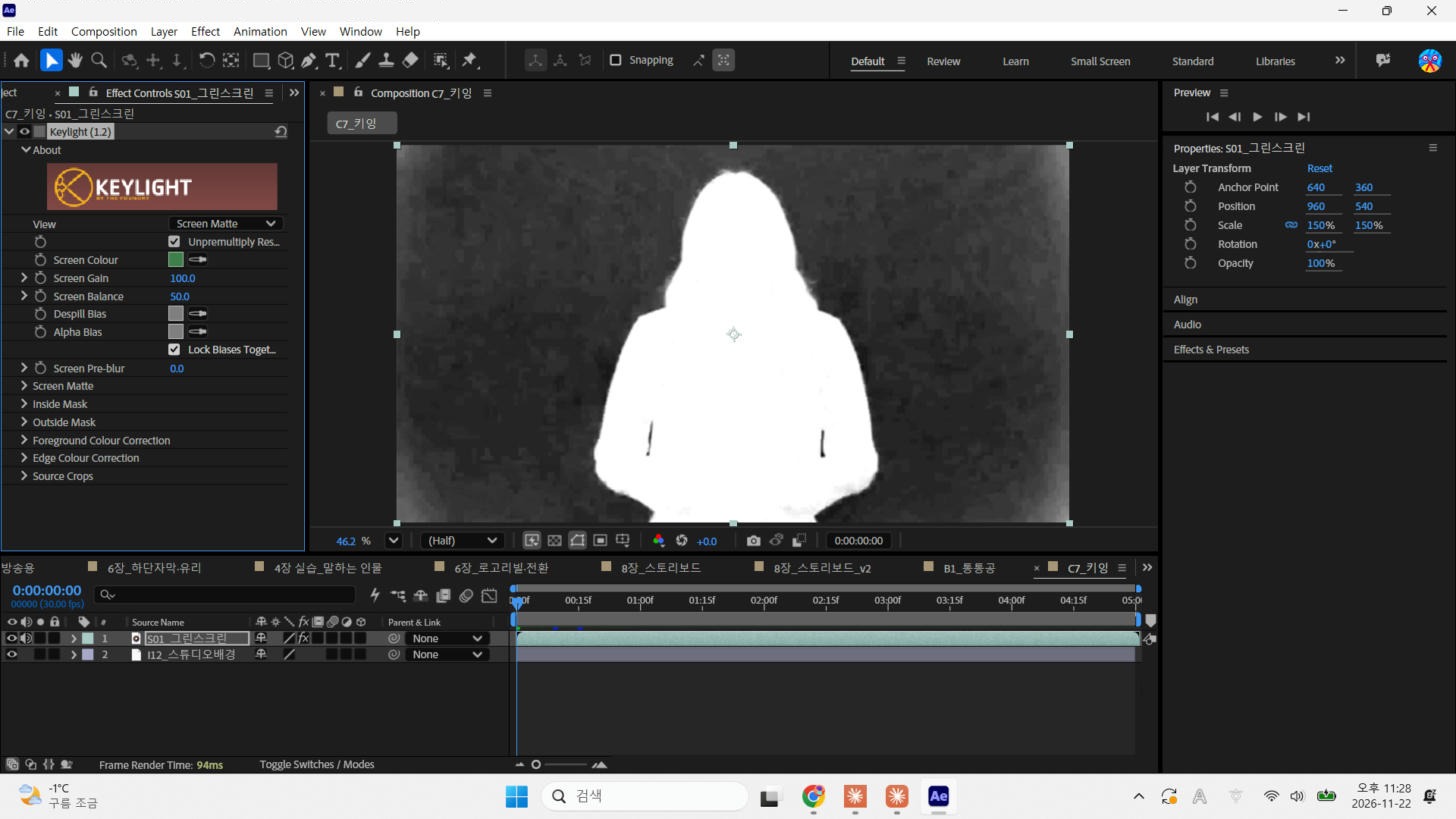 Ae
File Edit Composition Layer Effect Animation View Window Help
Snapping
Default Review Learn Small Screen Standard Libraries
ject × Effect Controls S01_그린스크린
C7_키잉 • S01_그린스크린
Keylight (1.2)
About
KEYLIGHT
BY THE FOUNDRY
View Screen Matte
Unpremultiply Res...
Screen Colour
Screen Gain 100.0
Screen Balance 50.0
Despill Bias
Alpha Bias
Lock Biases Toget...
Screen Pre-blur 0.0
Screen Matte
Inside Mask
Outside Mask
Foreground Colour Correction
Edge Colour Correction
Source Crops
× Composition C7_키잉
C7_키잉
46.2 % (Half) +0.0 0:00:00:00
Preview
Properties: S01_그린스크린
Layer Transform Reset
Anchor Point 640 360
Position 960 540
Scale 150% 150%
Rotation 0x+0°
Opacity 100%
Align
Audio
Effects & Presets
방송용 6장_하단자막·유리 4장 실습_말하는 인물 6장_로고리빌·전환 8장_스토리보드 8장_스토리보드_v2 B1_통통공 × C7_키잉
0:00:00:00
00000 (30.00 fps)
00f 00:15f 01:00f 01:15f 02:00f 02:15f 03:00f 03:15f 04:00f 04:15f 05:0
# Source Name fx Parent & Link
1 S01_그린스크린 fx None
2 I12_스튜디오배경 None
Frame Render Time: 94ms Toggle Switches / Modes
-1°C
구름 조금
검색
Ae
A
오후 11:28
2026-11-22